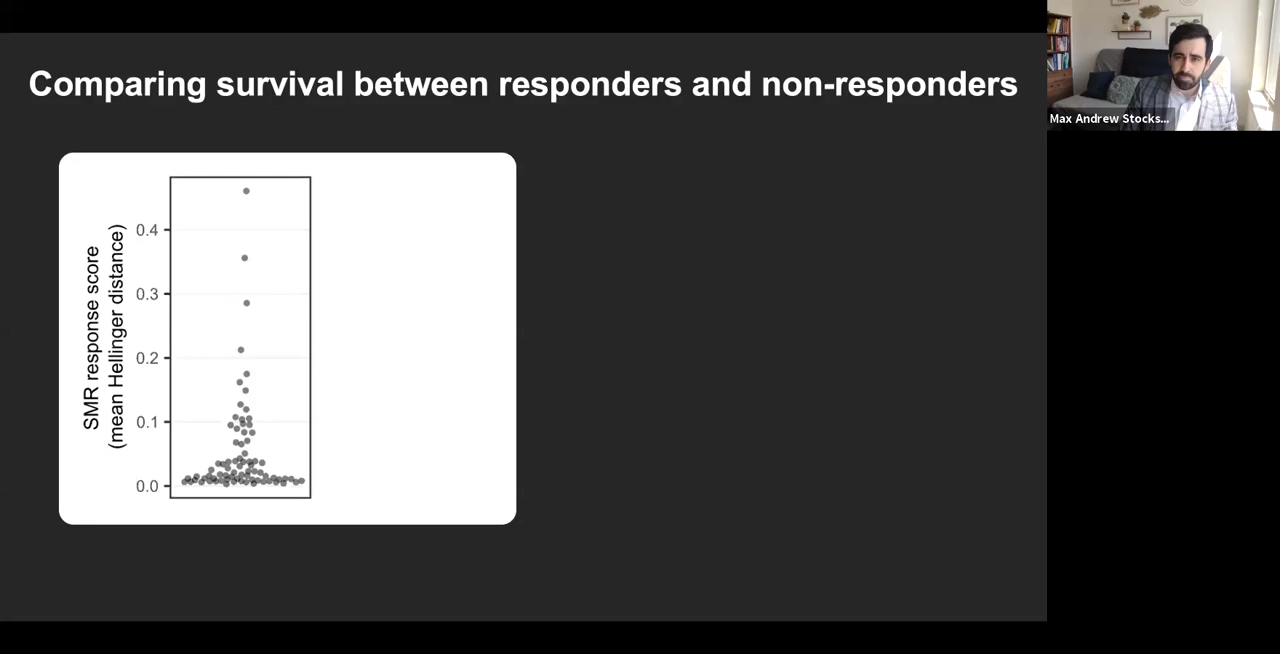 Comparing survival between responders and non-responders
Max Andrew Stocks...
SMR response score
(mean Hellinger distance)
0.4
0.3
0.2
0.1
0.0